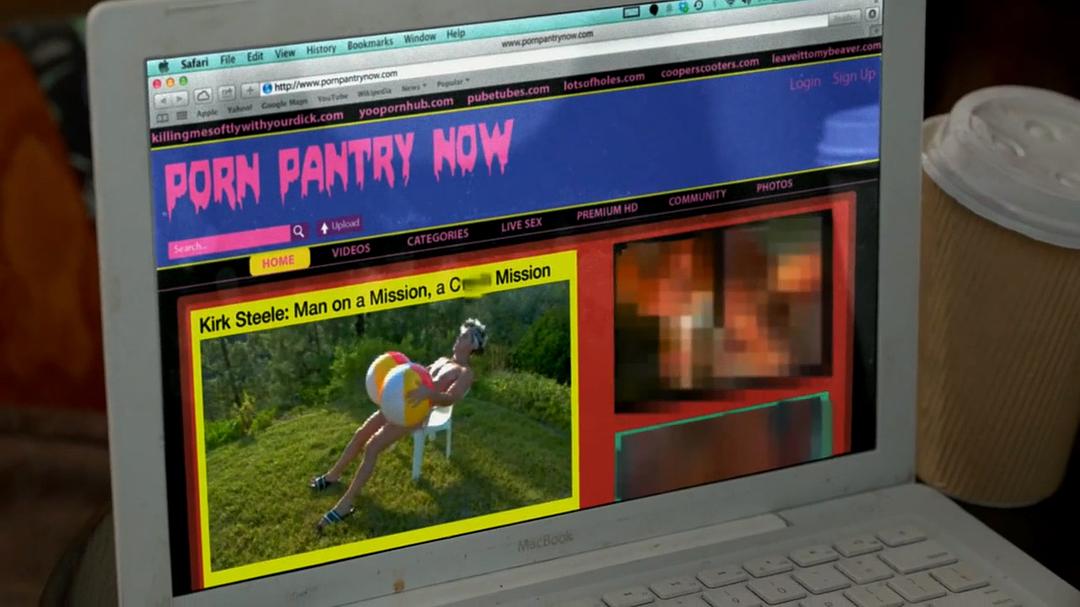 Safari File Edit View History Bookmarks Window Help
www.pornpantrynow.com
http://www.pornpantrynow.com
Apple Yahoo! Google Maps YouTube Wikipedia News Popular
killingmesoftlywithyourdick.com yoopornhub.com pubetubes.com lotsofholes.com cooperscooters.com leaveittomybeaver.com
Login Sign Up
PORN PANTRY NOW
Search... Upload
HOME VIDEOS CATEGORIES LIVE SEX PREMIUM HD COMMUNITY PHOTOS
Kirk Steele: Man on a Mission, a C Mission
MacBook